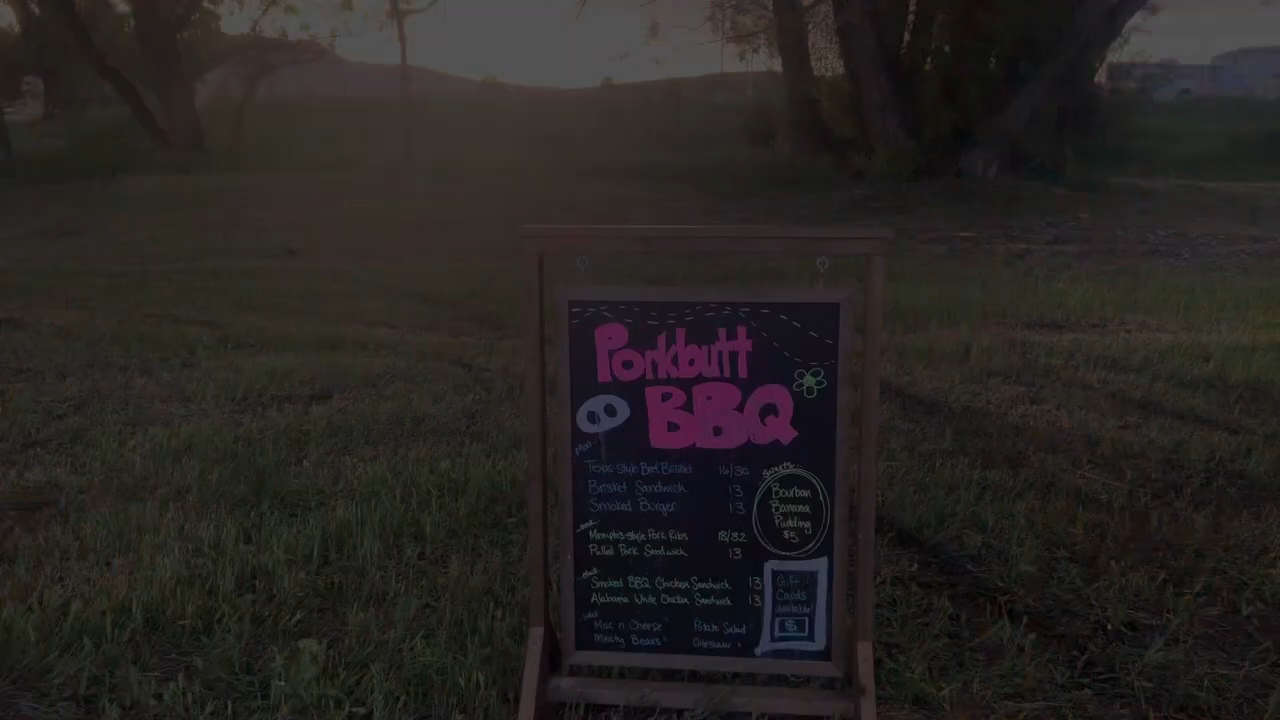 Porkbutt
BBQ
Moo...
Texas-style Beef Brisket 16/30
Brisket Sandwich 13
Smoked Burger 13
Memphis-style Pork Ribs 18/32
Pulled Pork Sandwich 13
Smoked BBQ Chicken Sandwich 13
Alabama White Chicken Sandwich 13
Mac n Cheese Potato Salad
Meaty Beans Coleslaw
Sweets...
Bourbon
Banana
Pudding
$5
Gift
Cards
available!
$